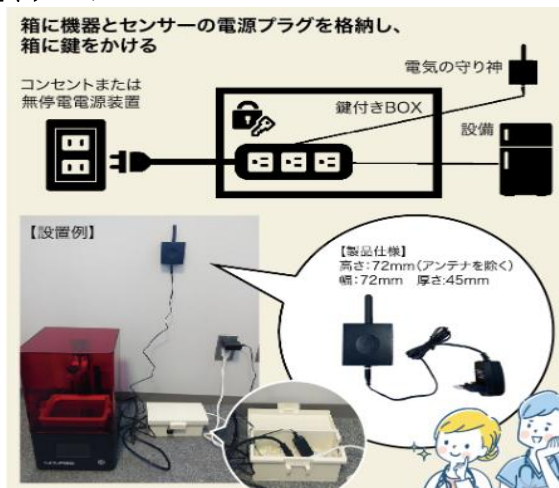 箱に機器とセンサーの電源プラグを格納し、
箱に鍵をかける
コンセントまたは
無停電電源装置
電気の守り神
鍵付きBOX
設備
【設置例】
【製品仕様】
高さ:72mm(アンテナを除く)
幅:72mm 厚さ:45mm